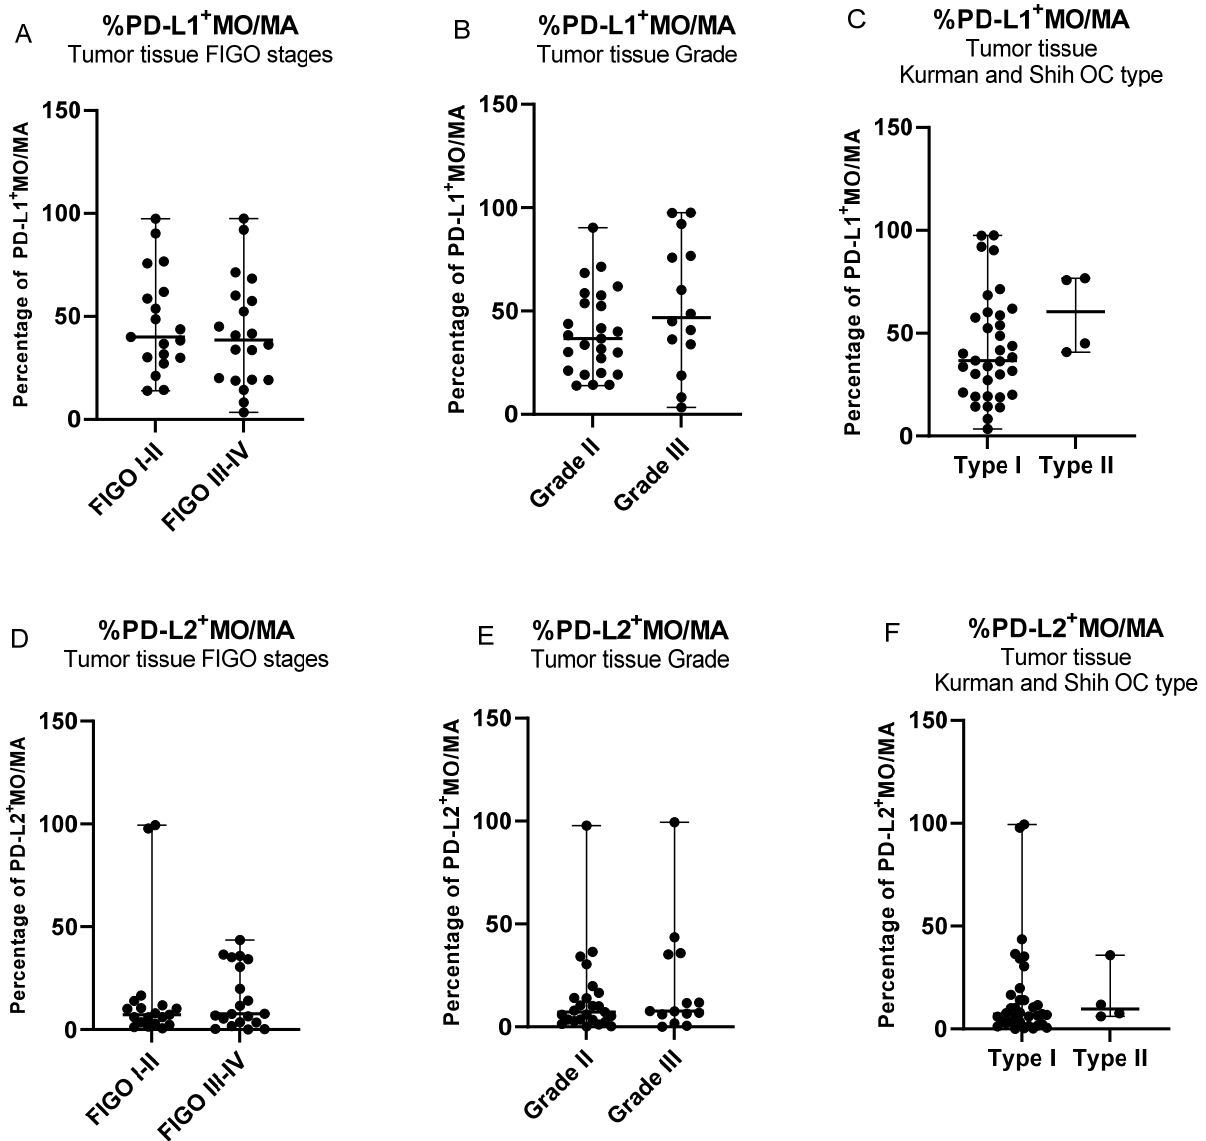 A
%PD-L1+MO/MA
Tumor tissue FIGO stages
Percentage of PD-L1+MO/MA
150
100
50
0
FIGO I-II
FIGO III-IV
B
%PD-L1+MO/MA
Tumor tissue Grade
Percentage of PD-L1+MO/MA
150
100
50
0
Grade II
Grade III
C
%PD-L1+MO/MA
Tumor tissue
Kurman and Shih OC type
Percentage of PD-L1+MO/MA
150
100
50
0
Type I
Type II
D
%PD-L2+MO/MA
Tumor tissue FIGO stages
Percentage of PD-L2+MO/MA
150
100
50
0
FIGO I-II
FIGO III-IV
E
%PD-L2+MO/MA
Tumor tissue Grade
Percentage of PD-L2+MO/MA
150
100
50
0
Grade II
Grade III
F
%PD-L2+MO/MA
Tumor tissue
Kurman and Shih OC type
Percentage of PD-L2+MO/MA
150
100
50
0
Type I
Type II